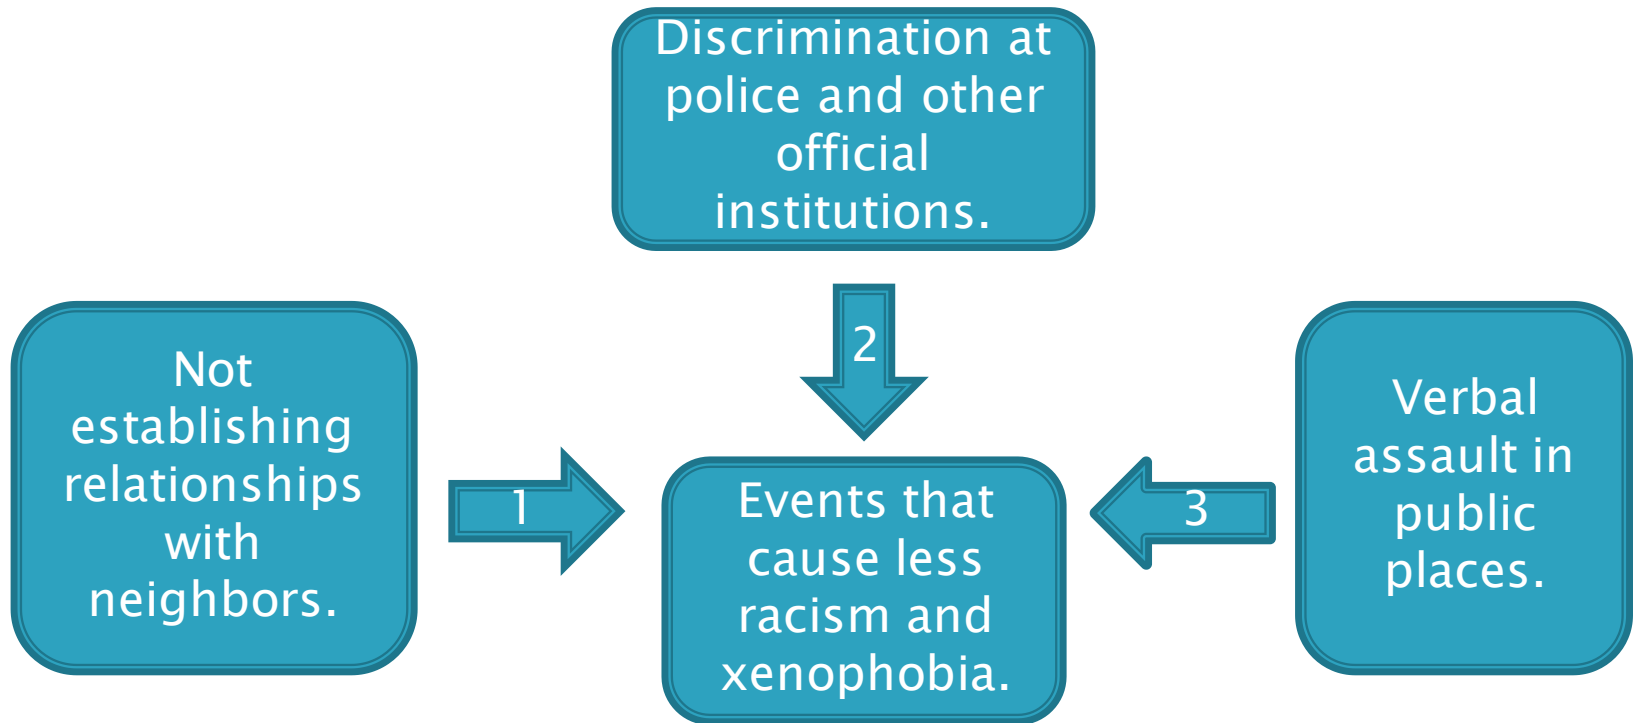 Discrimination at
police and other
official
institutions.
2
Not
establishing
relationships
with
neighbors.
1
Events that
cause less
racism and
xenophobia.
3
Verbal
assault in
public
places.